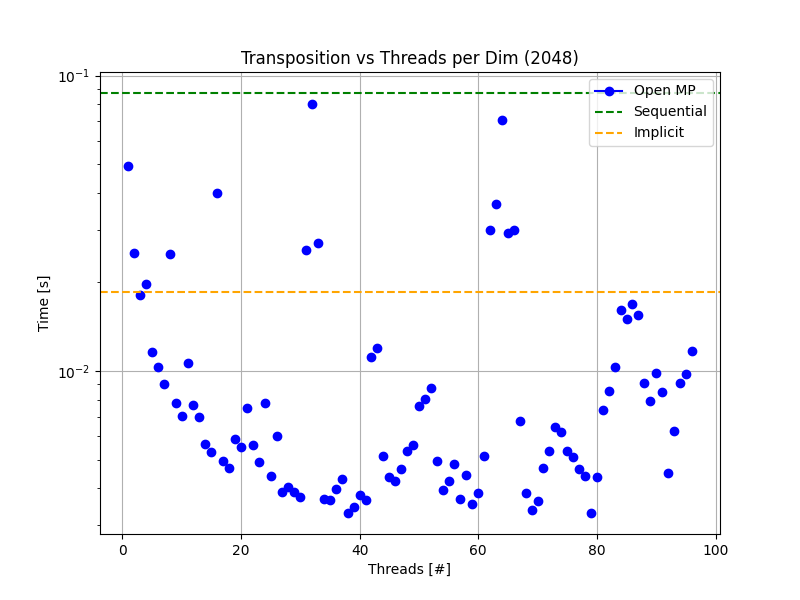 Transposition vs Threads per Dim (2048)
Open MP
Sequential
Implicit
Time [s]
10⁻¹
10⁻²
0 20 40 60 80 100
Threads [#]